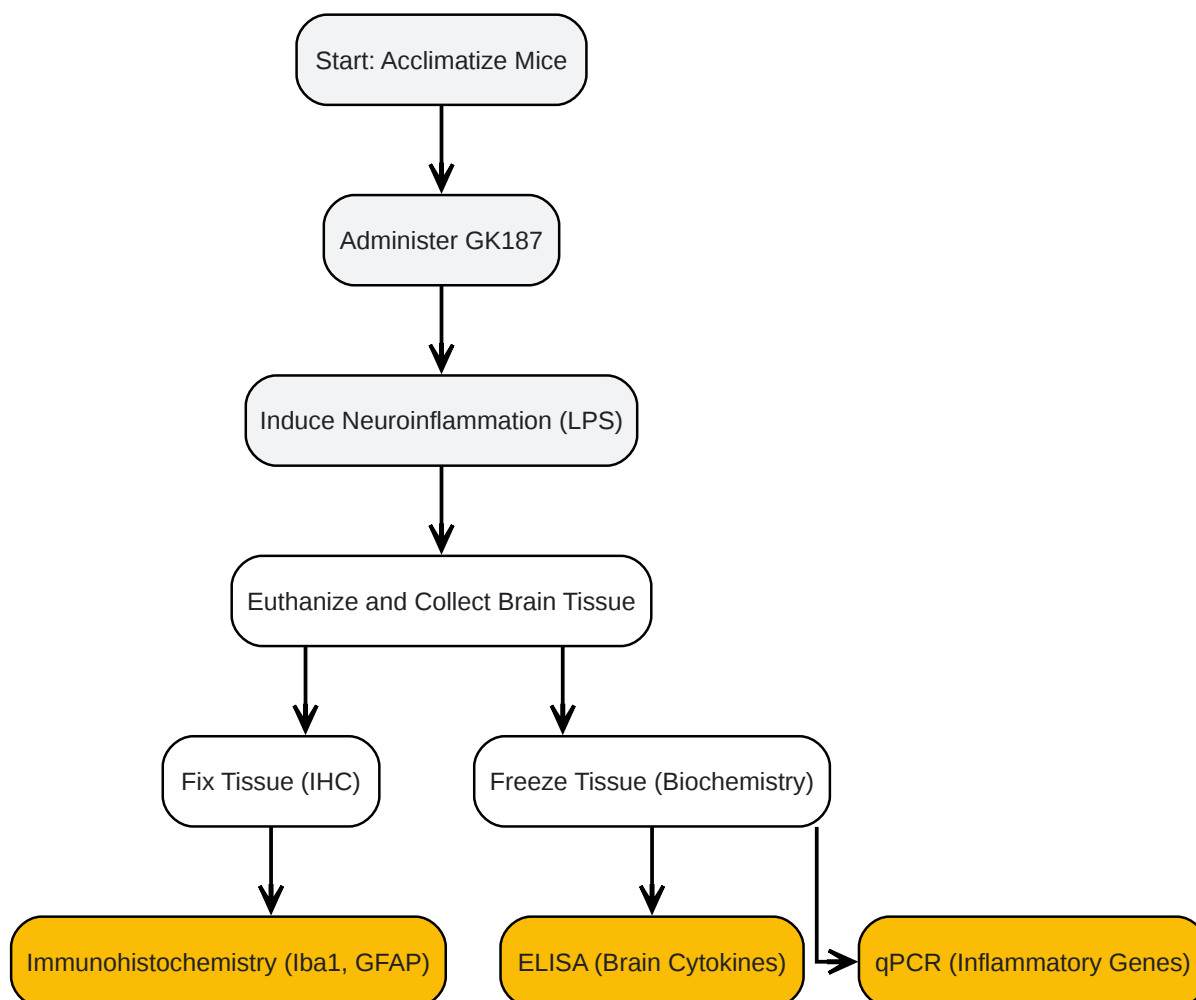 Start: Acclimatize Mice
Administer GK187
Induce Neuroinflammation (LPS)
Euthanize and Collect Brain Tissue
Fix Tissue (IHC)
Freeze Tissue (Biochemistry)
Immunohistochemistry (Iba1, GFAP)
ELISA (Brain Cytokines)
qPCR (Inflammatory Genes)